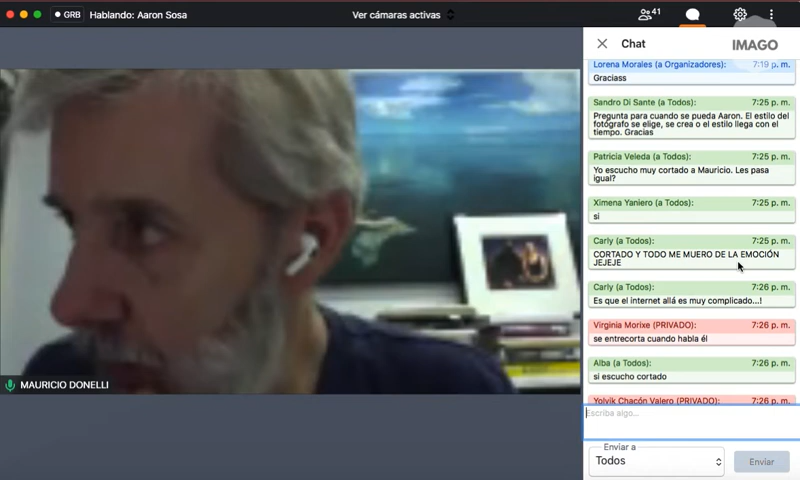 GRB
Hablando: Aaron Sosa
Ver cámaras activas
41
Chat
IMAGO
Lorena Morales (a Organizadores): 7:19 p. m.
Graciass
Sandro Di Sante (a Todos): 7:25 p. m.
Pregunta para cuando se pueda Aaron. El estilo del
fotógrafo se elige, se crea o el estilo llega con el
tiempo. Gracias
Patricia Veleda (a Todos): 7:25 p. m.
Yo escucho muy cortado a Mauricio. Les pasa
igual?
Ximena Yaniero (a Todos): 7:25 p. m.
si
Carly (a Todos): 7:25 p. m.
CORTADO Y TODO ME MUERO DE LA EMOCIÓN
JEJEJE
Carly (a Todos): 7:26 p. m.
Es que el internet allá es muy complicado...!
Virginia Morixe (PRIVADO): 7:26 p. m.
se entrecorta cuando habla él
Alba (a Todos): 7:26 p. m.
si escucho cortado
Yolvik Chacón Valero (PRIVADO): 7:26 p. m.
Escriba algo...
Enviar a
Todos
Enviar
MAURICIO DONELLI